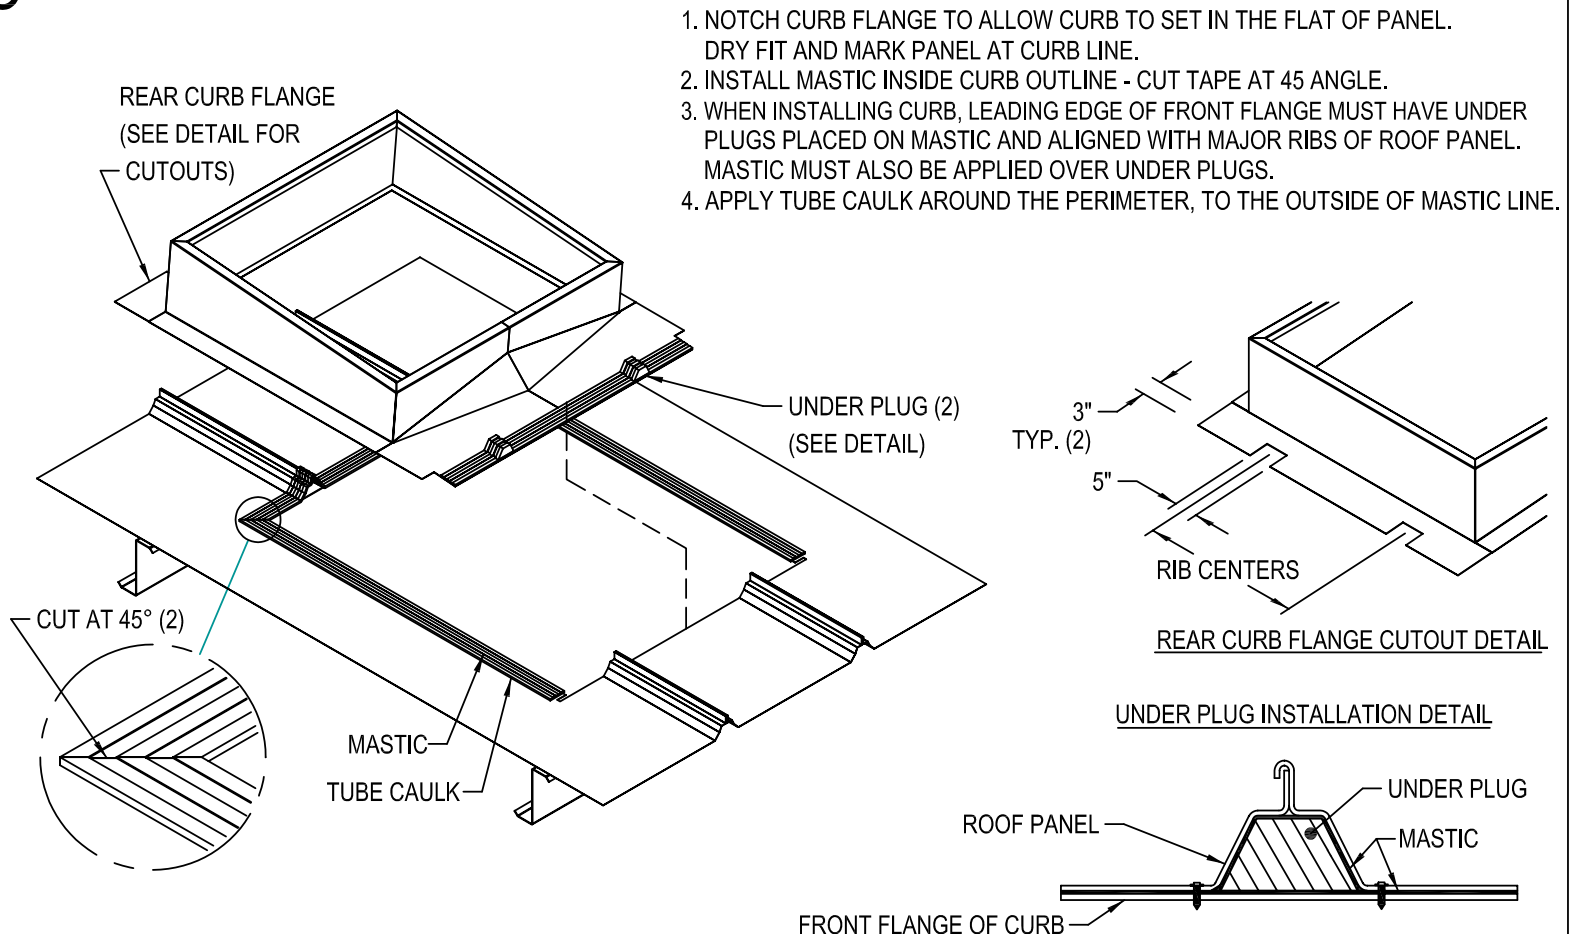 1. NOTCH CURB FLANGE TO ALLOW CURB TO SET IN THE FLAT OF PANEL.
DRY FIT AND MARK PANEL AT CURB LINE.
2. INSTALL MASTIC INSIDE CURB OUTLINE - CUT TAPE AT 45 ANGLE.
3. WHEN INSTALLING CURB, LEADING EDGE OF FRONT FLANGE MUST HAVE UNDER
PLUGS PLACED ON MASTIC AND ALIGNED WITH MAJOR RIBS OF ROOF PANEL.
MASTIC MUST ALSO BE APPLIED OVER UNDER PLUGS.
4. APPLY TUBE CAULK AROUND THE PERIMETER, TO THE OUTSIDE OF MASTIC LINE.
REAR CURB FLANGE
(SEE DETAIL FOR
CUTOUTS)
UNDER PLUG (2)
(SEE DETAIL)
3"
TYP. (2)
5"
RIB CENTERS
REAR CURB FLANGE CUTOUT DETAIL
CUT AT 45° (2)
MASTIC
TUBE CAULK
UNDER PLUG INSTALLATION DETAIL
UNDER PLUG
ROOF PANEL
MASTIC
FRONT FLANGE OF CURB